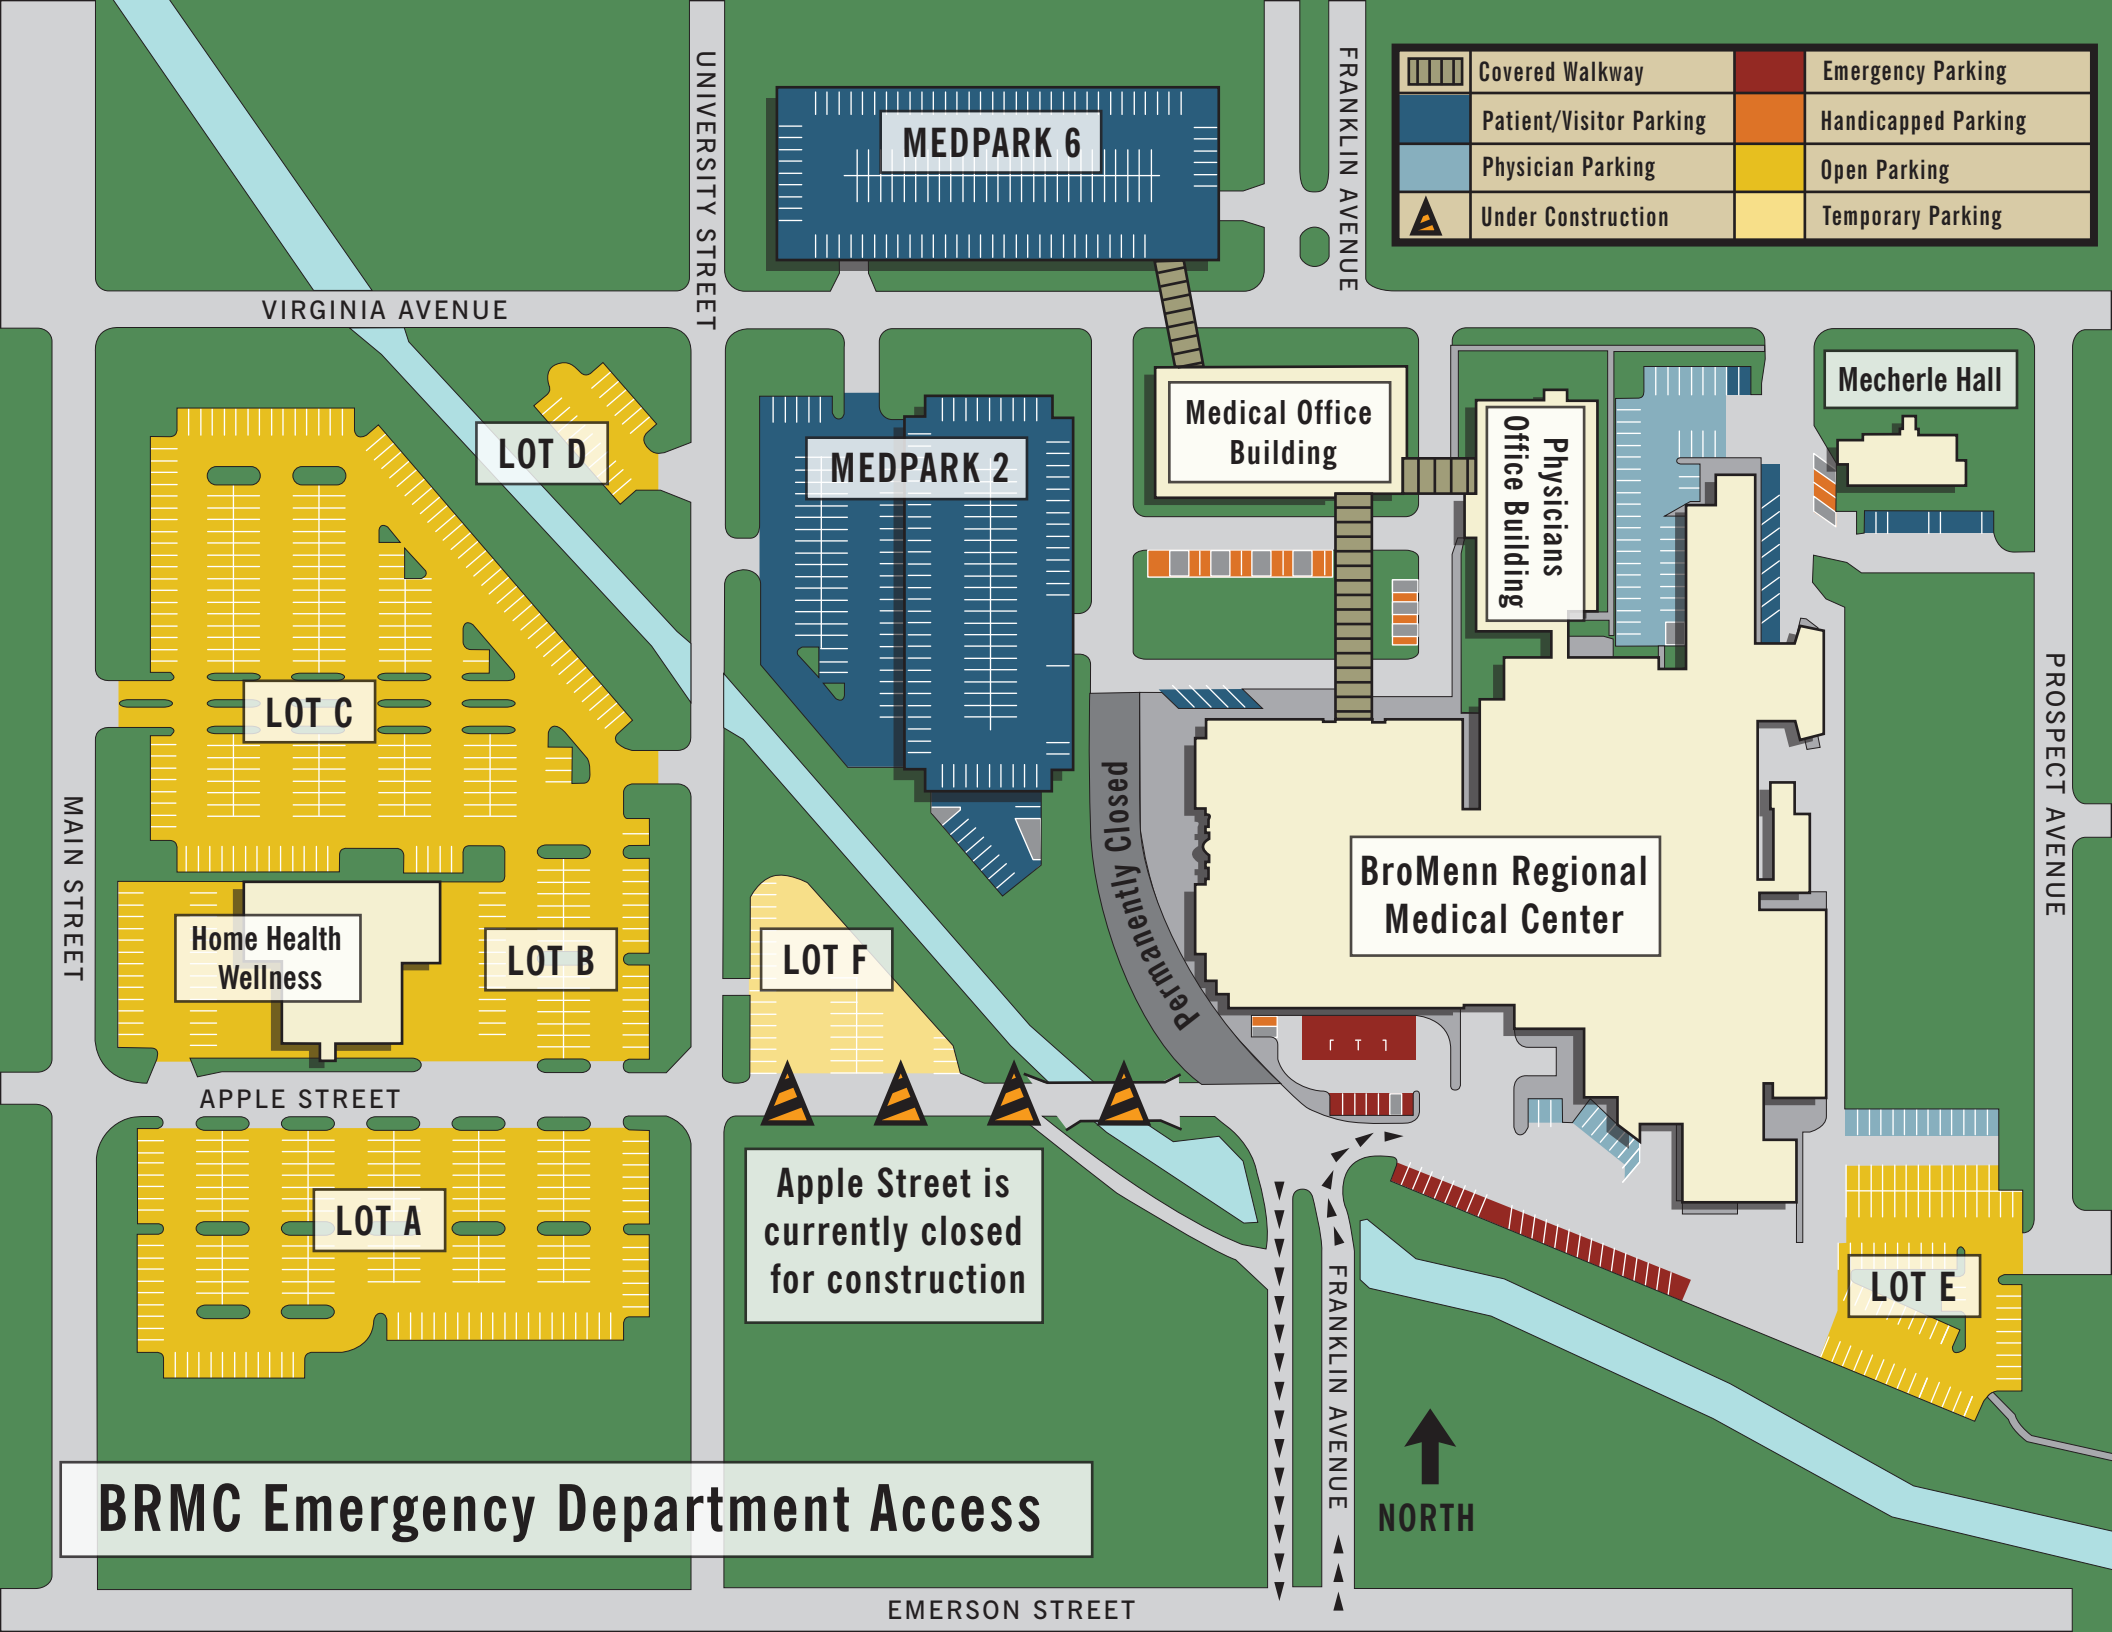 UNIVERSITY STREET
FRANKLIN AVENUE
Covered Walkway
Emergency Parking
Patient/Visitor Parking
Handicapped Parking
Physician Parking
Open Parking
Under Construction
Temporary Parking
MEDPARK 6
VIRGINIA AVENUE
Mecherle Hall
Medical Office
Building
Physicians
Office Building
LOT D
MEDPARK 2
LOT C
PROSPECT AVENUE
MAIN STREET
Permanently Closed
BroMenn Regional
Medical Center
Home Health
Wellness
LOT B
LOT F
APPLE STREET
LOT A
Apple Street is
currently closed
for construction
LOT E
FRANKLIN AVENUE
NORTH
BRMC Emergency Department Access
EMERSON STREET